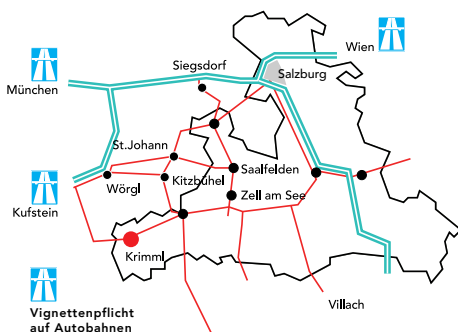 Wien
Siegsdorf
Salzburg
München
St.Johann
Saalfelden
Wörgl
Kitzbühel
Zell am See
Kufstein
Krimml
Villach
Vignettenpflicht
auf Autobahnen